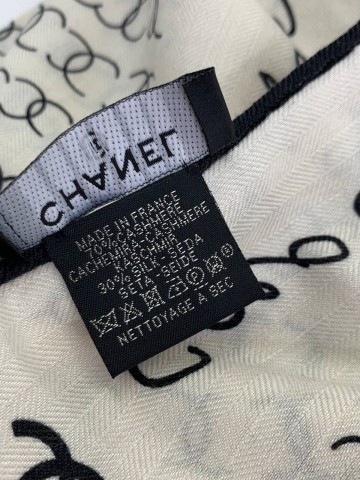 CHANEL
MADE IN FRANCE
70%CASHMERE
CACHEMIRA-CASHMERE
KASCHMIR
30%SILK-SEDA
SETA-SEIDE
NETTOYAGE A SEC